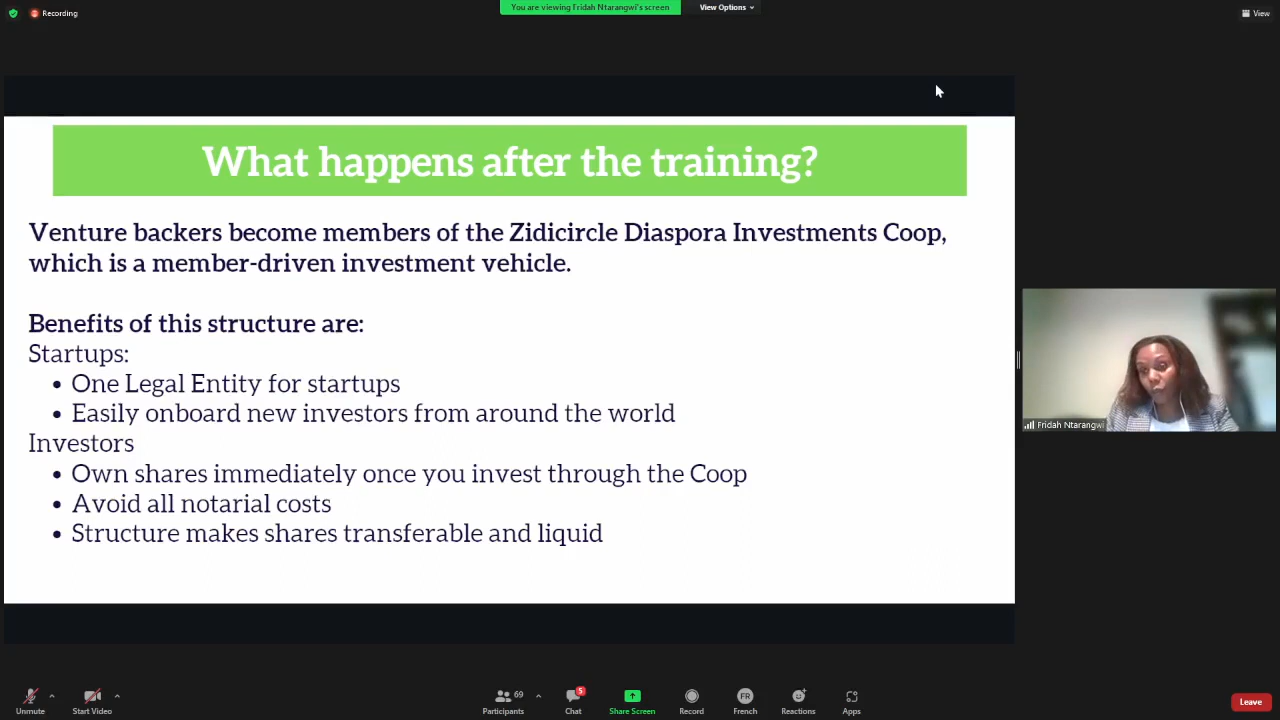 Recording
You are viewing Fridah Ntarangwi's screen
View Options
View
What happens after the training?
Venture backers become members of the Zidicircle Diaspora Investments Coop,
which is a member-driven investment vehicle.
Benefits of this structure are:
Startups:
• One Legal Entity for startups
• Easily onboard new investors from around the world
Investors
• Own shares immediately once you invest through the Coop
• Avoid all notarial costs
• Structure makes shares transferable and liquid
Fridah Ntarangwi
Unmute
Start Video
69
Participants
5
Chat
Share Screen
Record
FR
French
Reactions
Apps
Leave